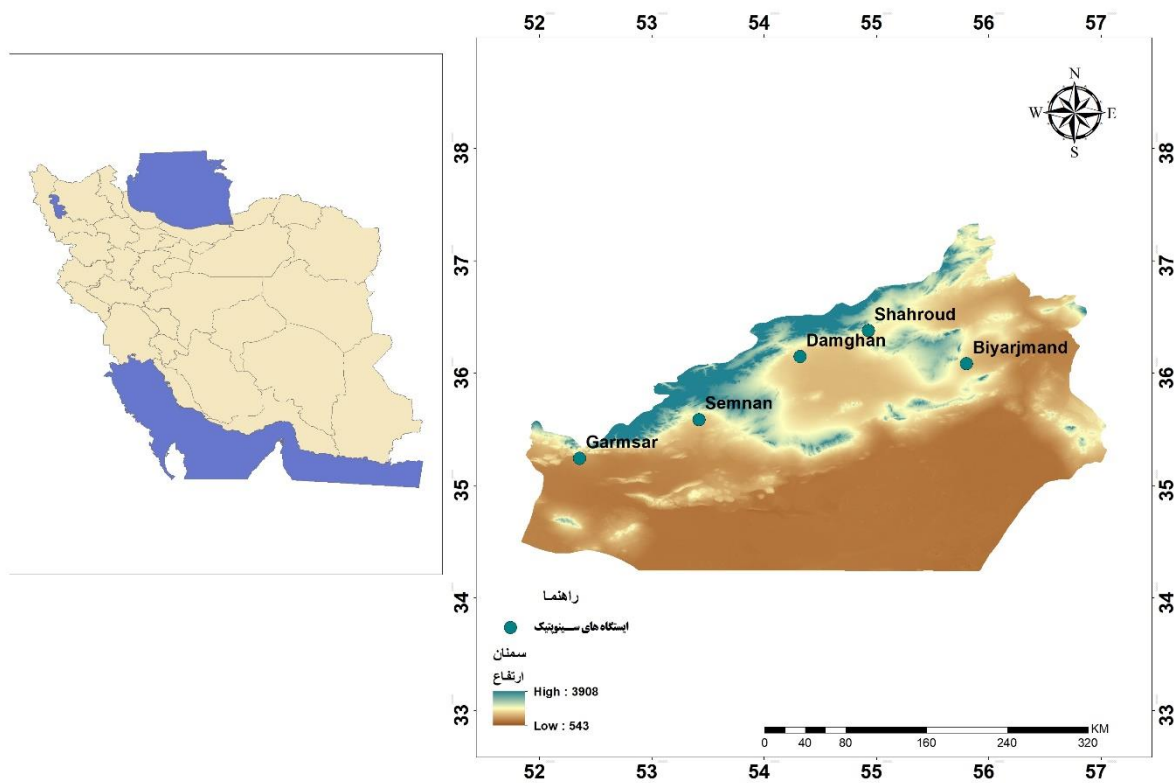 52 53 54 55 56 57
N
W E
S
38 38
37 37
Shahroud
Damghan
Biyarjmand
36 36
Semnan
Garmsar
35 35
راهنما
34 34
ایستگاه های سینوپتیک
سمنان
ارتفاع
High : 3908
Low : 543
33 33
KM
0 40 80 160 240 320
52 53 54 55 56 57